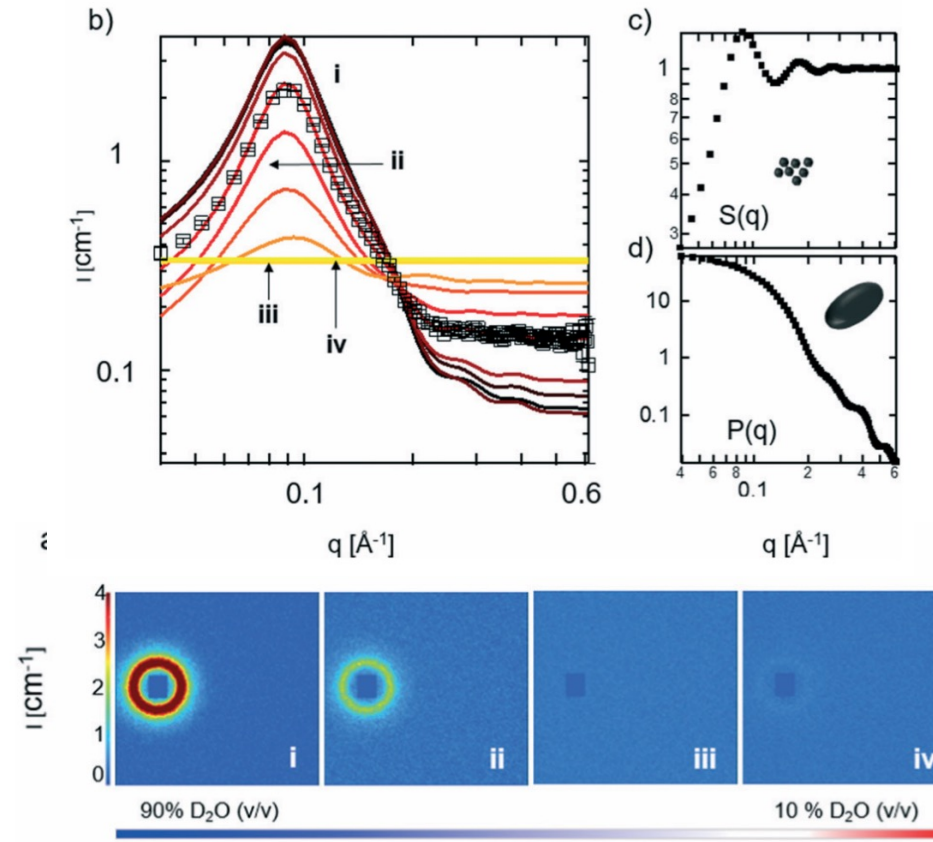 b)
i
ii
iii
iv
1
0.1
I [cm-1]
0.1
0.6
q [Å-1]
c)
1
8
7
6
5
4
3
S(q)
d)
10
1
0.1
P(q)
4
6
8
0.1
2
4
6
q [Å-1]
I [cm-1]
4
3
2
1
0
i
ii
iii
iv
90% D2O (v/v)
10 % D2O (v/v)